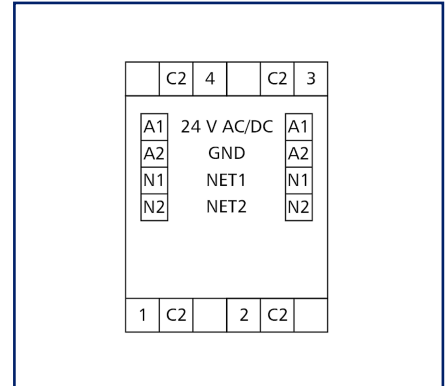 C2 4 C2 3
A1 24 V AC/DC A1
A2 GND A2
N1 NET1 N1
N2 NET2 N2
1 C2 2 C2